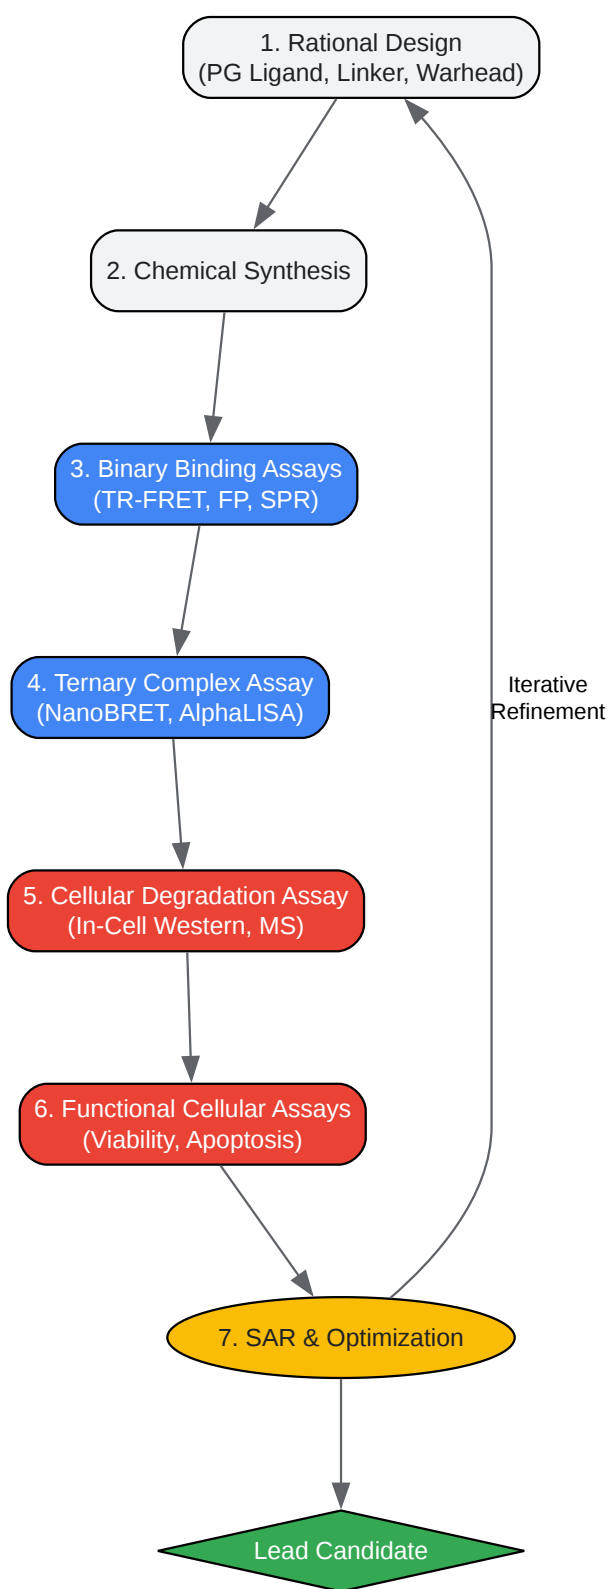 1. Rational Design
(PG Ligand, Linker, Warhead)
2. Chemical Synthesis
3. Binary Binding Assays
(TR-FRET, FP, SPR)
4. Ternary Complex Assay
(NanoBRET, AlphaLISA)
Iterative
Refinement
5. Cellular Degradation Assay
(In-Cell Western, MS)
6. Functional Cellular Assays
(Viability, Apoptosis)
7. SAR & Optimization
Lead Candidate